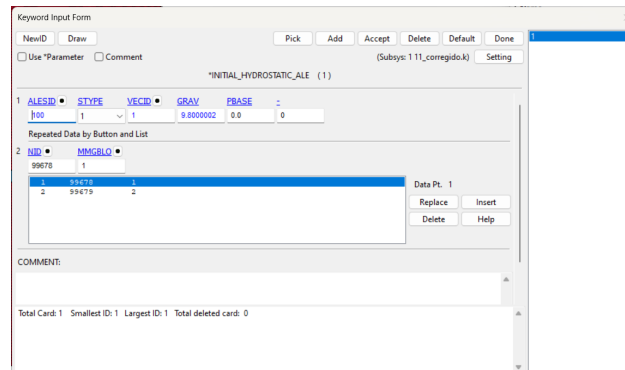 Keyword Input Form
NewID Draw Pick Add Accept Delete Default Done
Use *Parameter Comment (Subsys: 1 11_corregido.k) Setting
*INITIAL_HYDROSTATIC_ALE (1)
1 ALESID STYPE VECID GRAV PBASE -
100 1 1 9.8000002 0.0 0
Repeated Data by Button and List
2 NID MMGBLO
99678 1
1 99678 1
2 99679 2
Data Pt. 1
Replace Insert
Delete Help
COMMENT:
Total Card: 1 Smallest ID: 1 Largest ID: 1 Total deleted card: 0
1